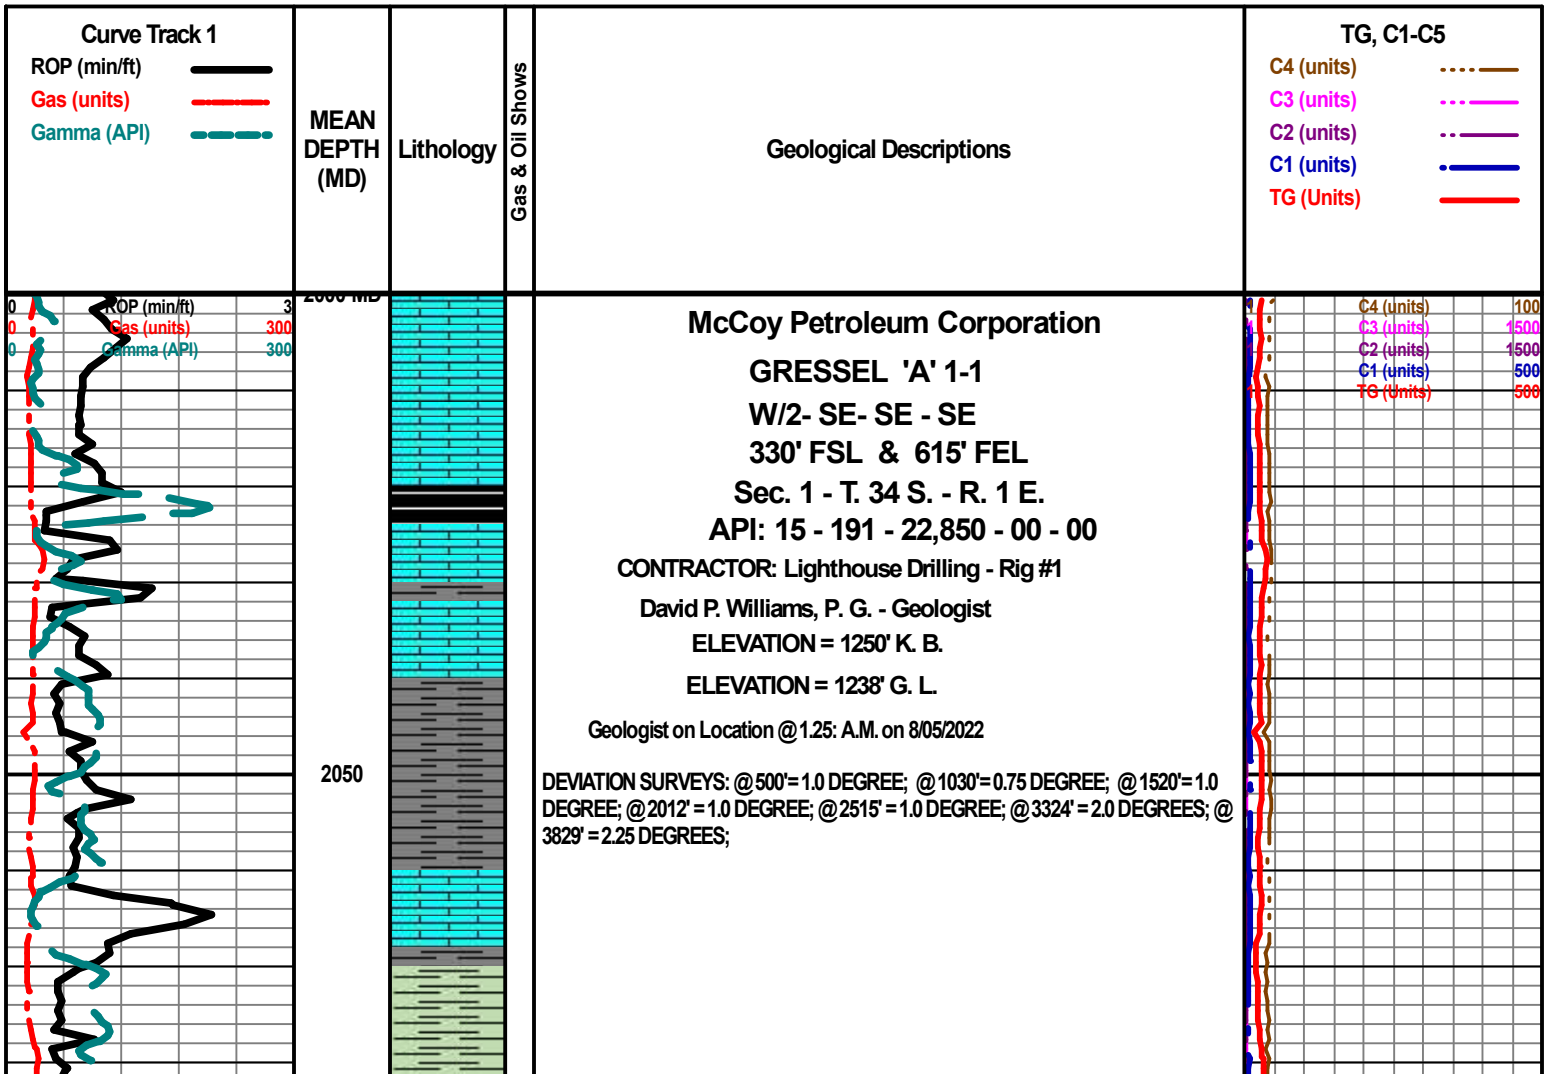 Curve Track 1
ROP (min/ft)
Gas (units)
Gamma (API)
MEAN
DEPTH
(MD)
Lithology
Gas & Oil Shows
Geological Descriptions
TG, C1-C5
C4 (units)
C3 (units)
C2 (units)
C1 (units)
TG (Units)
0 ROP (min/ft) 3
0 Gas (units) 300
0 Gamma (API) 300
2000 MD
2050
McCoy Petroleum Corporation
GRESSEL 'A' 1-1
W/2- SE- SE - SE
330' FSL & 615' FEL
Sec. 1 - T. 34 S. - R. 1 E.
API: 15 - 191 - 22,850 - 00 - 00
CONTRACTOR: Lighthouse Drilling - Rig #1
David P. Williams, P. G. - Geologist
ELEVATION = 1250' K. B.
ELEVATION = 1238' G. L.
Geologist on Location @ 1.25: A.M. on 8/05/2022
DEVIATION SURVEYS: @ 500'= 1.0 DEGREE; @ 1030'= 0.75 DEGREE; @ 1520'= 1.0
DEGREE; @ 2012' = 1.0 DEGREE; @ 2515' = 1.0 DEGREE; @ 3324' = 2.0 DEGREES; @
3829' = 2.25 DEGREES;
C4 (units) 100
C3 (units) 1500
C2 (units) 1500
C1 (units) 500
TG (Units) 500